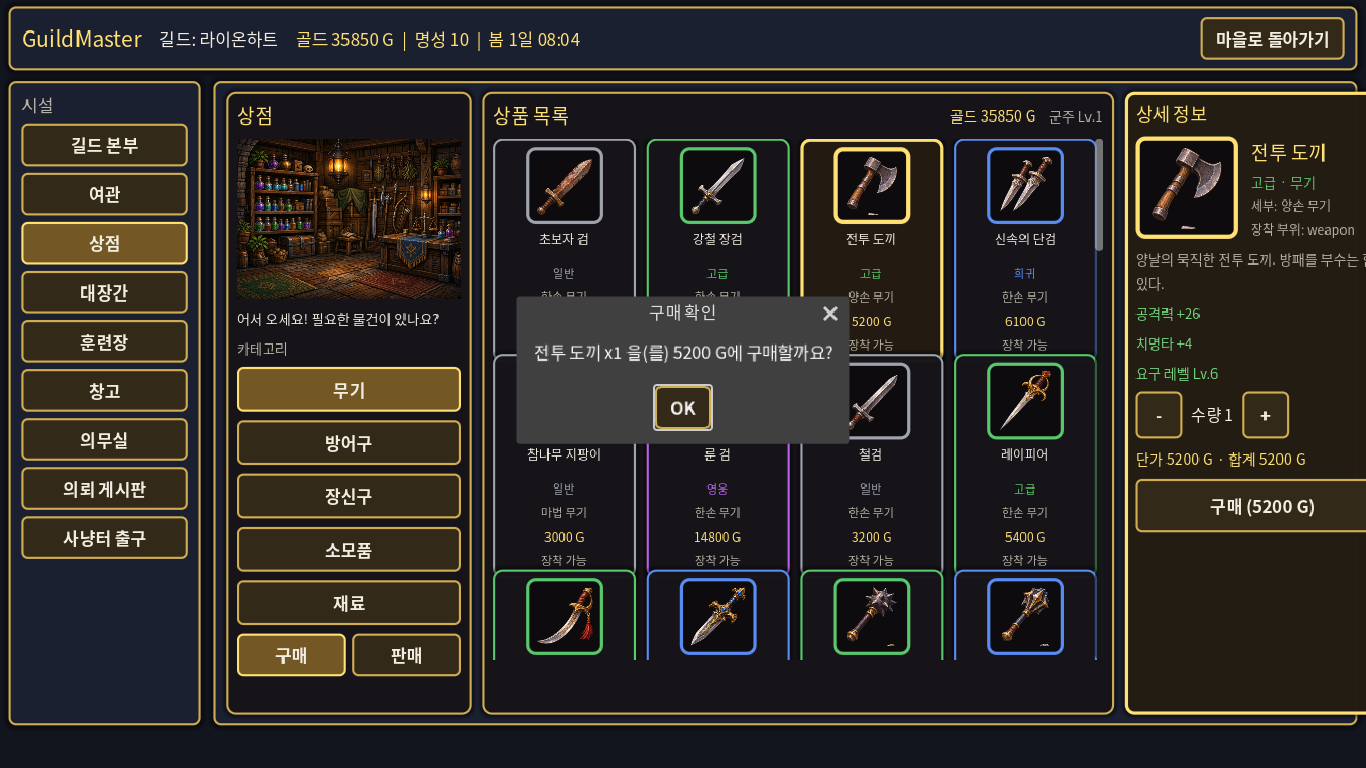 GuildMaster 길드: 라이온하트 골드 35850 G | 명성 10 | 봄 1일 08:04
마을로 돌아가기
시설
길드 본부
여관
상점
대장간
훈련장
창고
의무실
의뢰 게시판
사냥터 출구
상점
어서 오세요! 필요한 물건이 있나요?
카테고리
무기
방어구
장신구
소모품
재료
구매 판매
상품 목록 골드 35850 G 군주 Lv.1
초보자 검 강철 장검 전투 도끼 신속의 단검
일반 고급 고급 희귀
한손 무기 한손 무기 양손 무기 한손 무기
5200 G 6100 G
장착 가능 장착 가능
구매 확인
전투 도끼 x1 을(를) 5200 G에 구매할까요?
OK
참나무 지팡이 룬 검 철검 레이피어
일반 영웅 일반 고급
마법 무기 한손 무기 한손 무기 한손 무기
3000 G 14800 G 3200 G 5400 G
장착 가능 장착 가능 장착 가능 장착 가능
상세 정보
전투 도끼
고급 · 무기
세부: 양손 무기
장착 부위: weapon
양날의 묵직한 전투 도끼. 방패를 부수는
있다.
공격력 +26
치명타 +4
요구 레벨 Lv.6
- 수량 1 +
단가 5200 G · 합계 5200 G
구매 (5200 G)